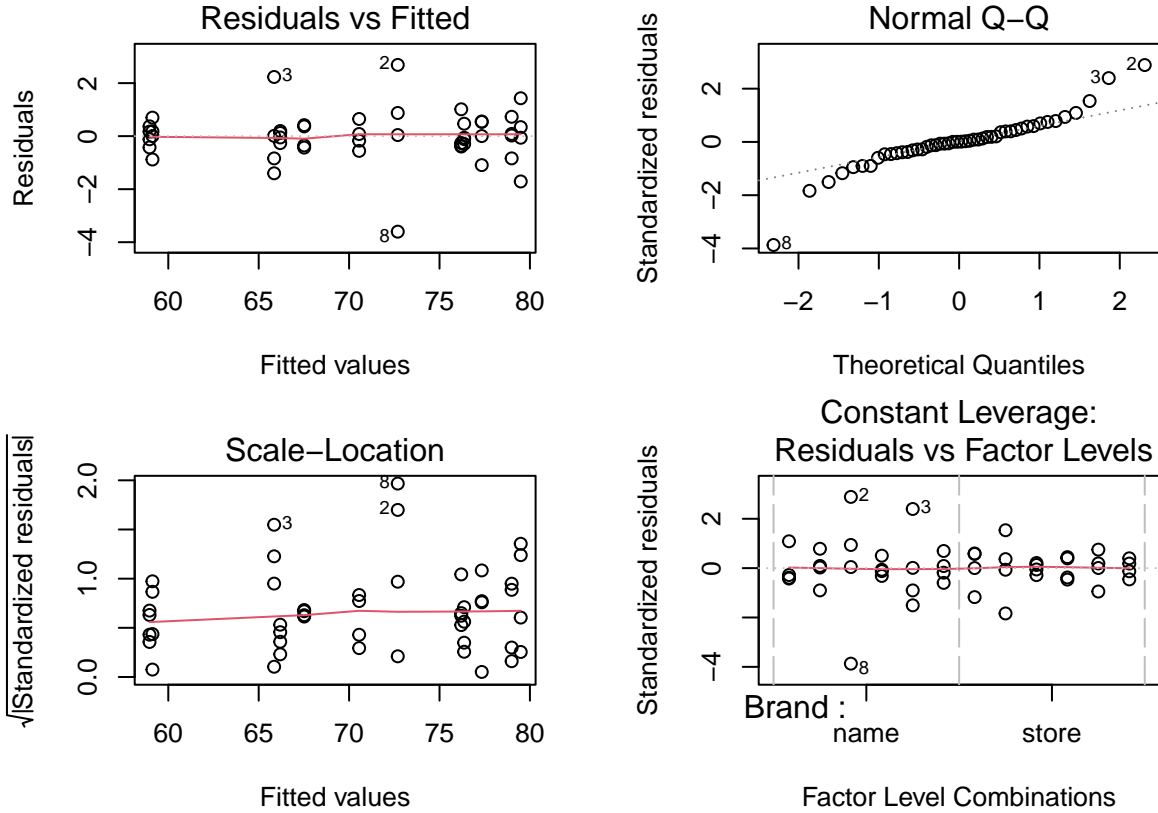 Residuals vs Fitted
Residuals
2
0
−2
−4
3
2
8
60 65 70 75 80
Fitted values
Normal Q−Q
Standardized residuals
2
0
−2
−4
3 2
8
−2 −1 0 1 2
Theoretical Quantiles
Scale−Location
√|Standardized residuals|
2.0
1.0
0.0
8
2
3
60 65 70 75 80
Fitted values
Constant Leverage:
Residuals vs Factor Levels
Standardized residuals
2
0
−4
2
3
8
Brand :
name store
Factor Level Combinations